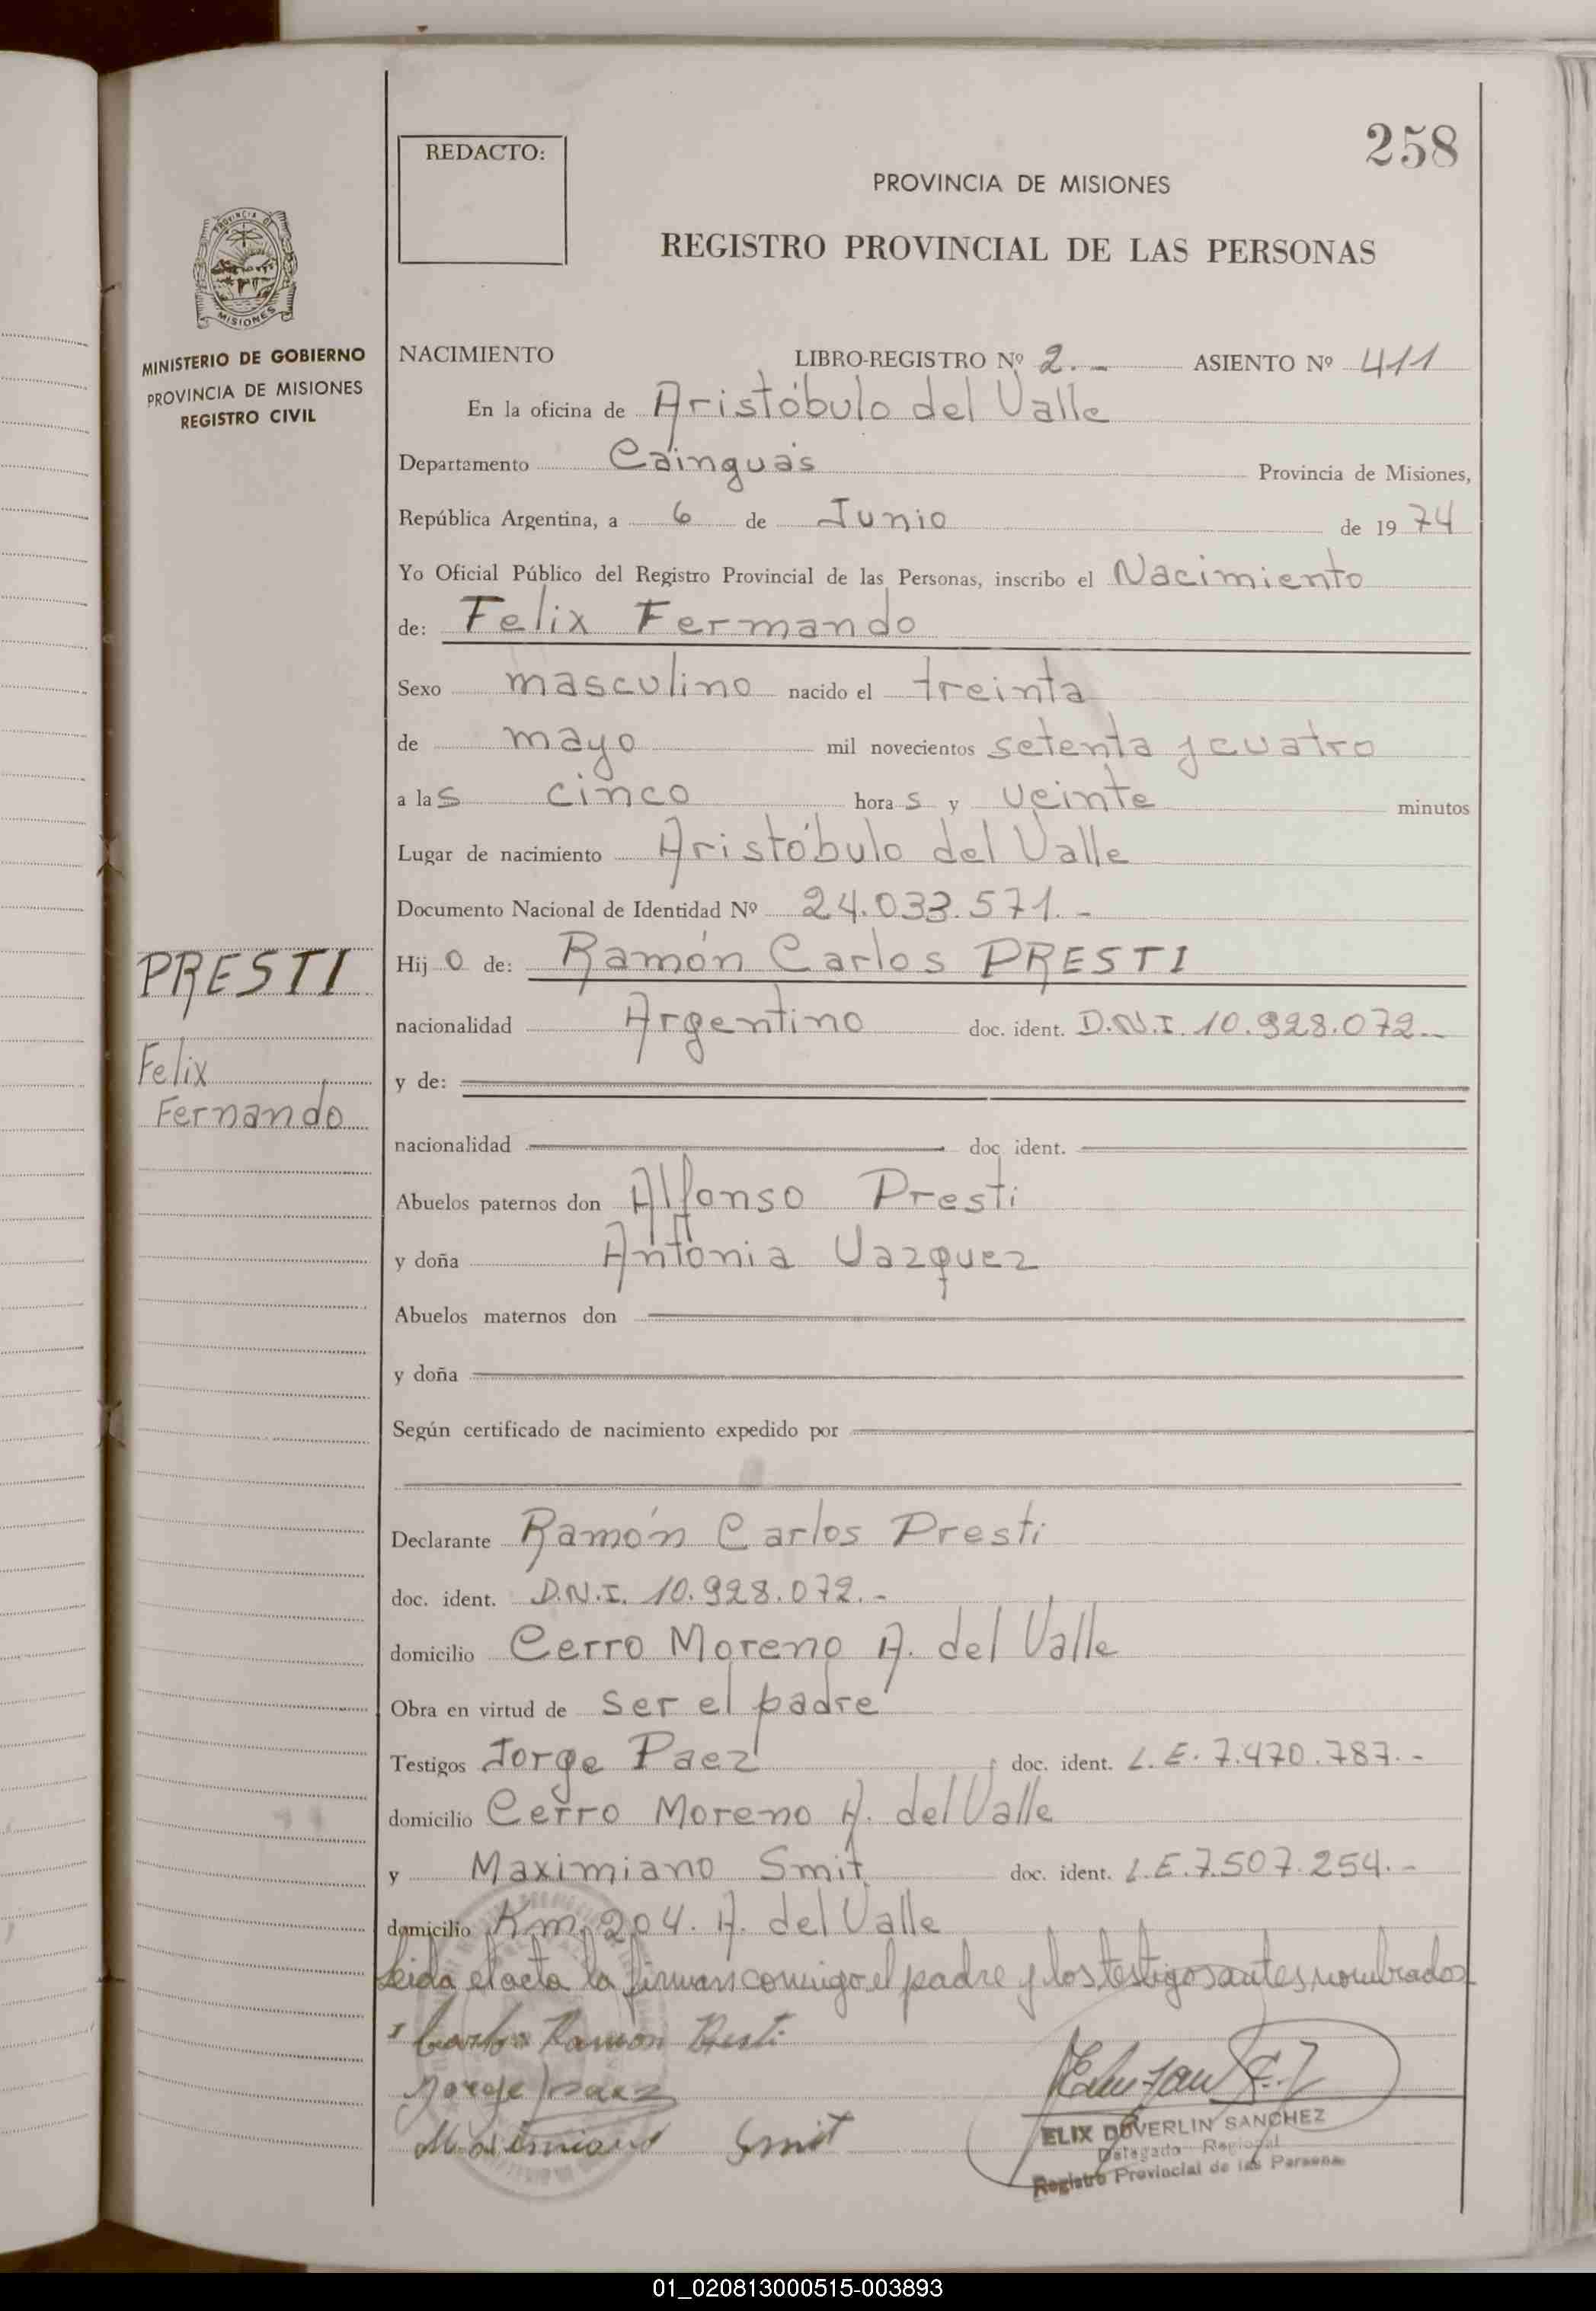 258
REDACTO:
PROVINCIA DE MISIONES
REGISTRO PROVINCIAL DE LAS PERSONAS
PROVINCIA DE
MISIONES
MINISTERIO DE GOBIERNO
PROVINCIA DE MISIONES
REGISTRO CIVIL
NACIMIENTO LIBRO-REGISTRO Nº 2.- ASIENTO Nº 411
En la oficina de Aristóbulo del Valle
Departamento Cainguás Provincia de Misiones,
República Argentina, a 6 de Junio de 1974
Yo Oficial Público del Registro Provincial de las Personas, inscribo el Nacimiento
de: Felix Fermando
Sexo masculino nacido el treinta
de mayo mil novecientos setenta y cuatro
a las cinco horas y veinte minutos
Lugar de nacimiento Aristóbulo del Valle
Documento Nacional de Identidad Nº 24.033.571.-
PRESTI
Felix
Fernando
Hijo de: Ramón Carlos PRESTI
nacionalidad Argentino doc. ident. D.N.I. 10.928.072.-
y de:
nacionalidad doc ident.
Abuelos paternos don Alfonso Presti
y doña Antonia Vazquez
Abuelos maternos don
y doña
Según certificado de nacimiento expedido por
Declarante Ramón Carlos Presti
doc. ident. D.N.I. 10.928.072.-
domicilio Cerro Moreno A. del Valle
Obra en virtud de ser el padre
Testigos Jorge Paez doc. ident. L.E. 7.470.787.-
domicilio Cerro Moreno A. del Valle
y Maximiano Smit doc. ident. L.E. 7.507.254.-
domicilio Km. 204. A. del Valle
Leida el acta la firman conmigo el padre y los testigos antes nombrados
Carlos Ramon Presti
Jorge Paez
Maximiano Smit
ELIX DUVERLIN SANCHEZ
Delegado Regional
Registro Provincial de las Personas
01_020813000515-003893